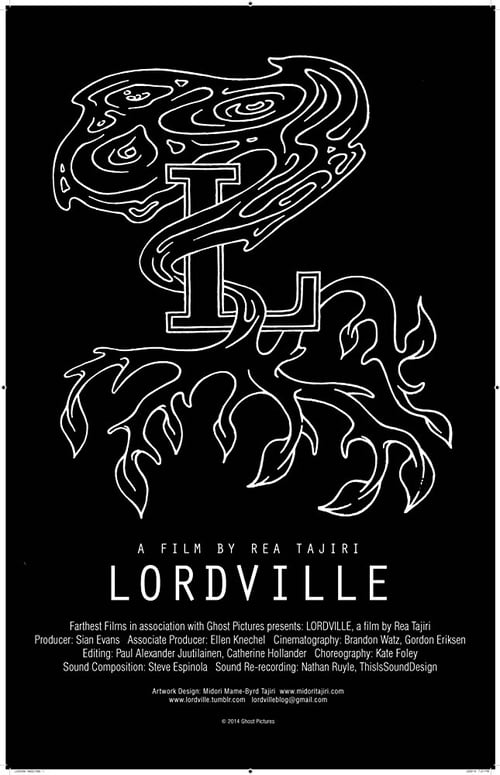 L
A FILM BY REA TAJIRI
LORDVILLE
Farthest Films in association with Ghost Pictures presents: LORDVILLE, a film by Rea Tajiri
Producer: Sian Evans   Associate Producer: Ellen Knechel   Cinematography: Brandon Watz, Gordon Eriksen
Editing: Paul Alexander Juutilainen, Catherine Hollander   Choreography: Kate Foley
Sound Composition: Steve Espinola   Sound Re-recording: Nathan Ruyle, ThisIsSoundDesign
Artwork Design: Midori Mame-Byrd Tajiri  www.midoritajiri.com
www.lordville.tumblr.com   lordvilleblog@gmail.com
© 2014 Ghost Pictures